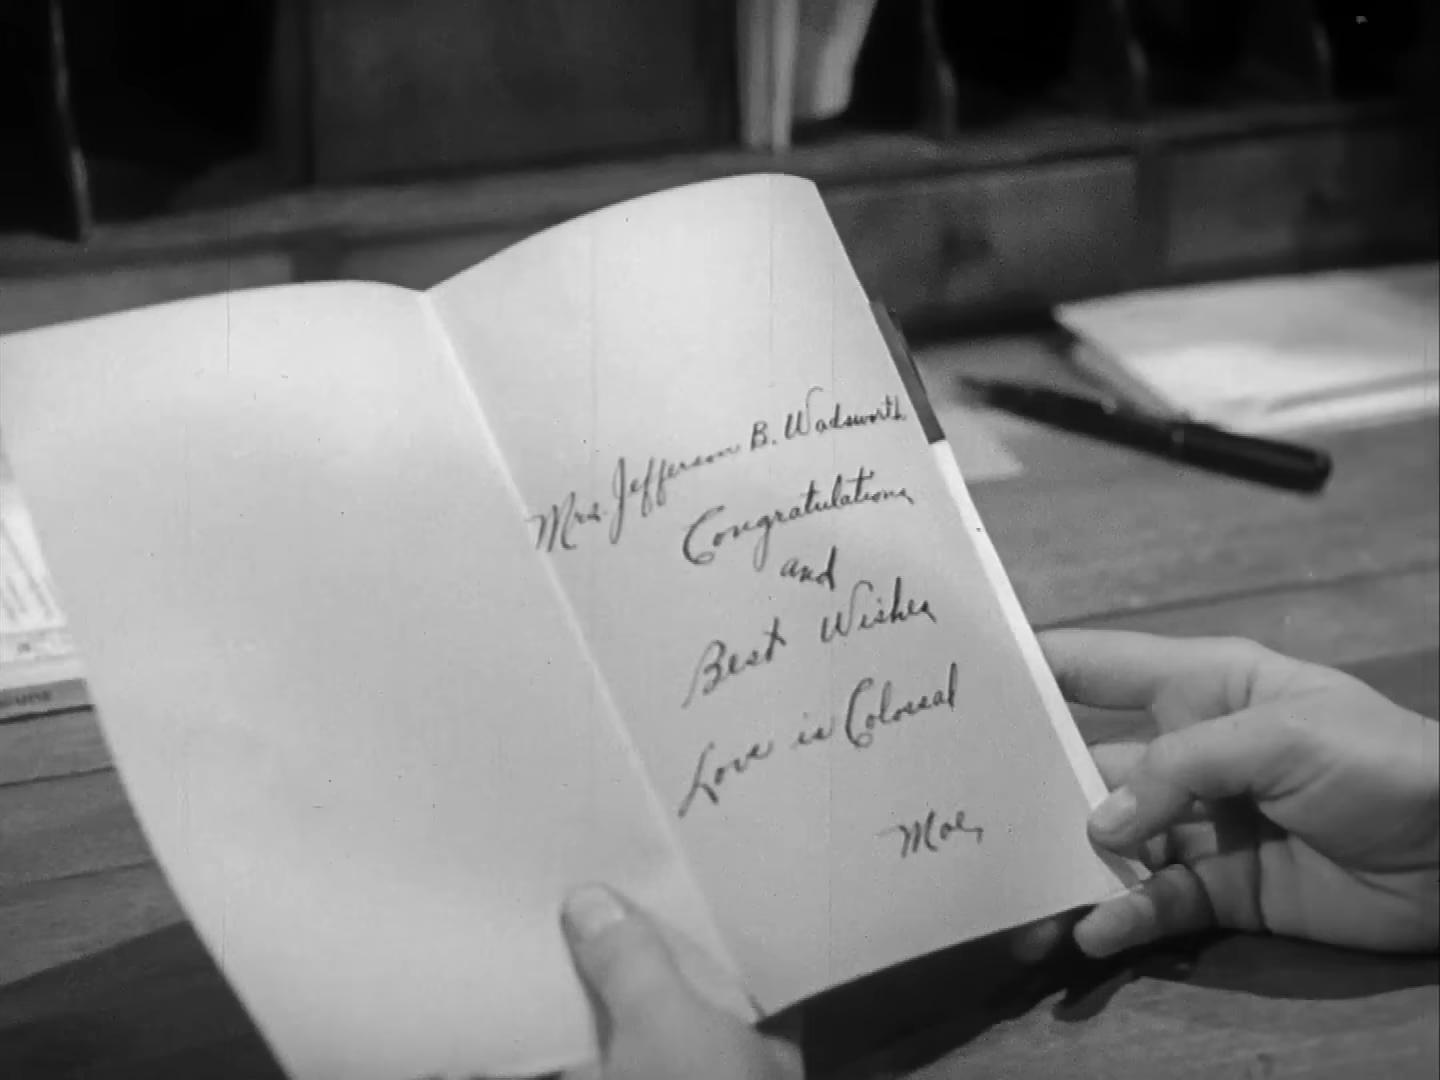 Mrs. Jefferson B. Wadsworth
Congratulations
and
Best Wishes
Love is Colossal
Moe,